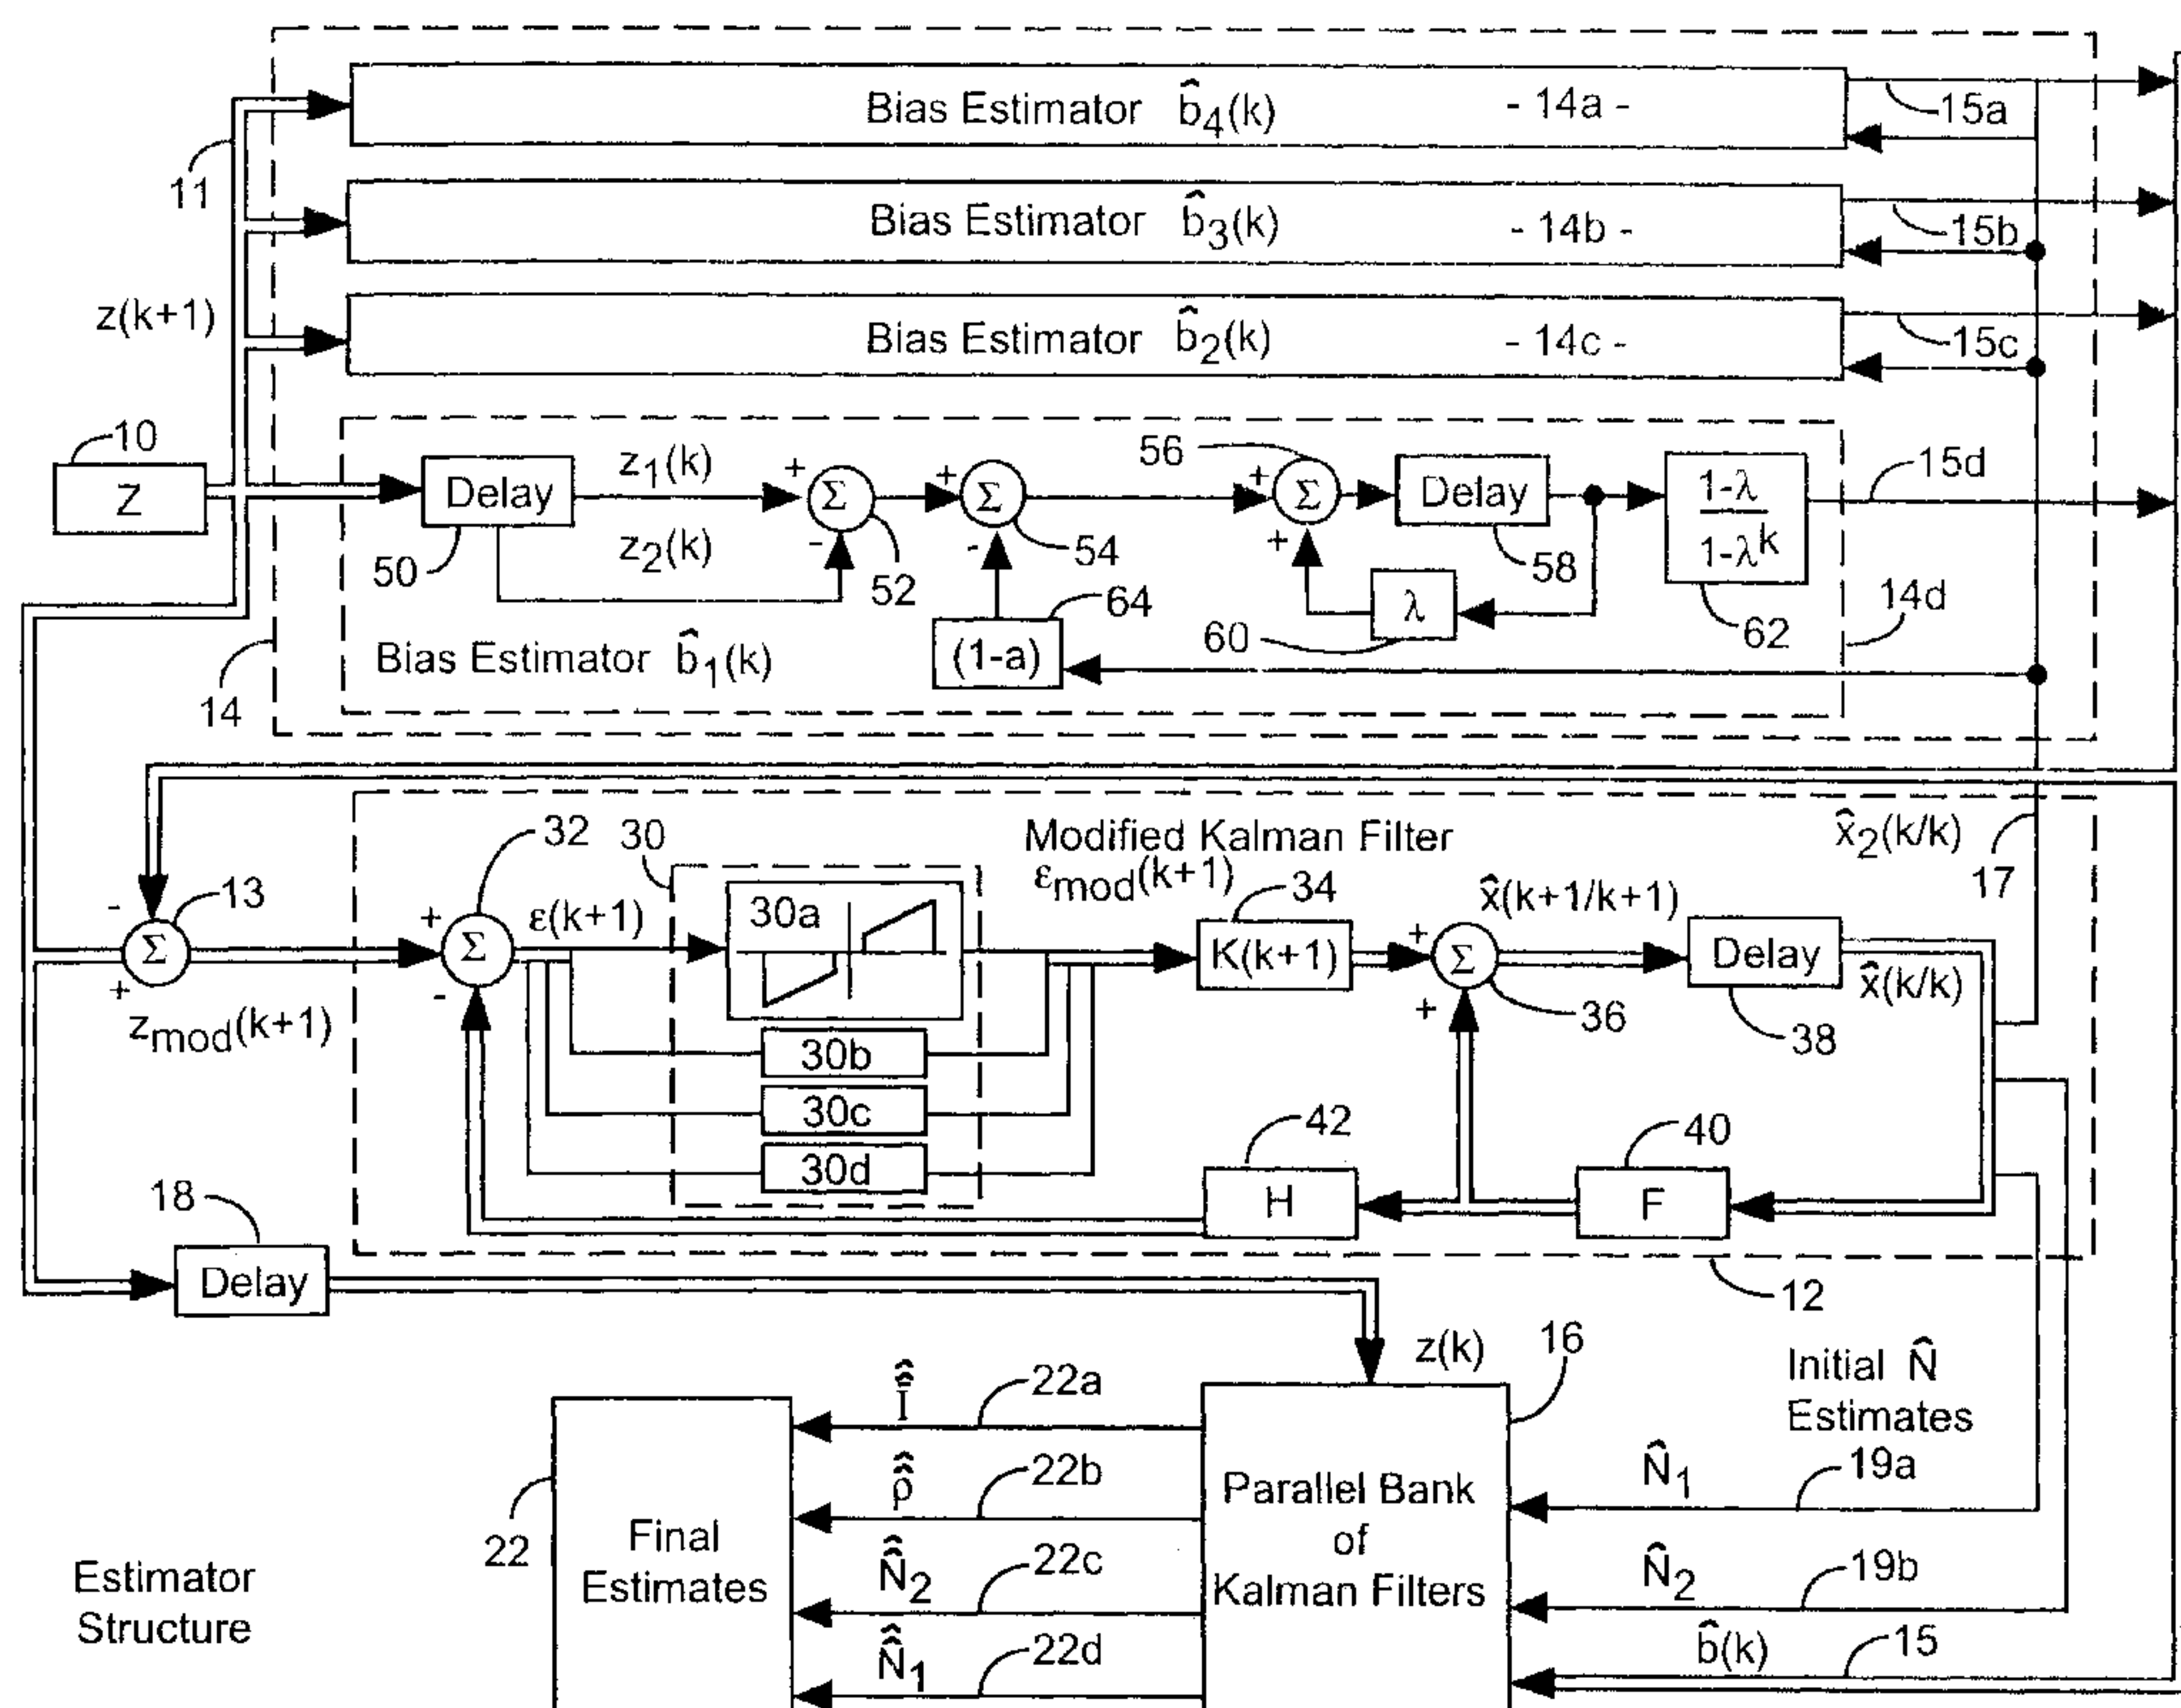 Bias Estimator b̂4(k) - 14a -
15a
11
Bias Estimator b̂3(k) - 14b -
15b
z(k+1)
Bias Estimator b̂2(k) - 14c -
15c
10
Z
Delay
50
z1(k)
z2(k)
+
-
Σ
52
+
-
Σ
54
56
+
+
Σ
Delay
58
λ
60
1-λ
1-λ^k
62
15d
64
(1-a)
14d
Bias Estimator b̂1(k)
14
32
30
Modified Kalman Filter
εmod(k+1)
x̂2(k/k)
17
13
-
+
Σ
zmod(k+1)
+
-
Σ
ε(k+1)
30a
30b
30c
30d
34
K(k+1)
+
+
Σ
36
x̂(k+1/k+1)
Delay
x̂(k/k)
38
42
H
40
F
12
18
Delay
z(k)
16
Initial N̂
Estimates
Parallel Bank
of
Kalman Filters
N̂1
19a
N̂2
19b
b̂(k)
15
Î̂
22a
ρ̂̂
22b
N̂̂2
22c
N̂̂1
22d
22
Final
Estimates
Estimator
Structure